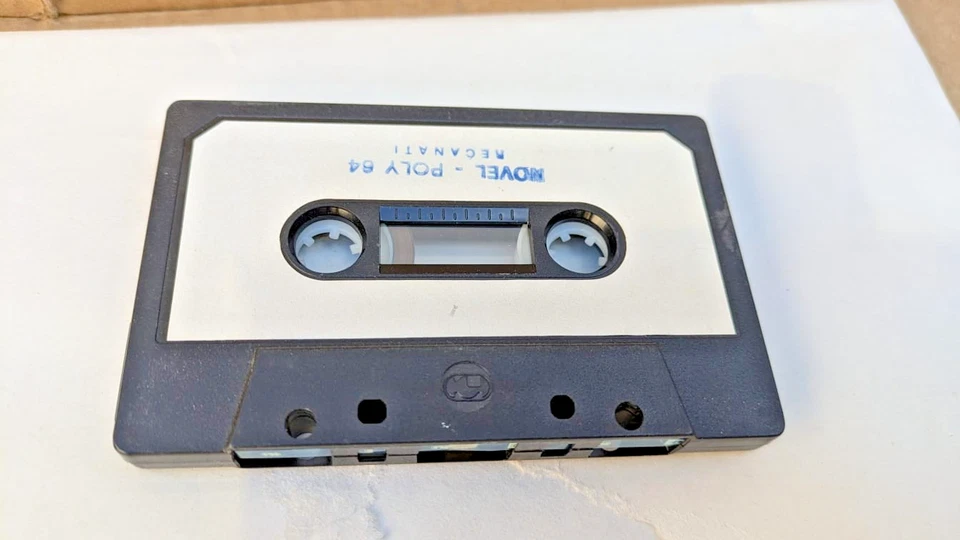 NOVEL - POLY 64
RECANATI